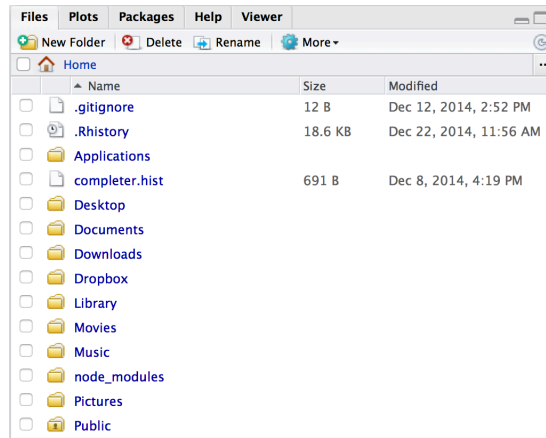 Files Plots Packages Help Viewer
New Folder Delete Rename More
Home ..
Name Size Modified
.gitignore 12 B Dec 12, 2014, 2:52 PM
.Rhistory 18.6 KB Dec 22, 2014, 11:56 AM
Applications
completer.hist 691 B Dec 8, 2014, 4:19 PM
Desktop
Documents
Downloads
Dropbox
Library
Movies
Music
node_modules
Pictures
Public